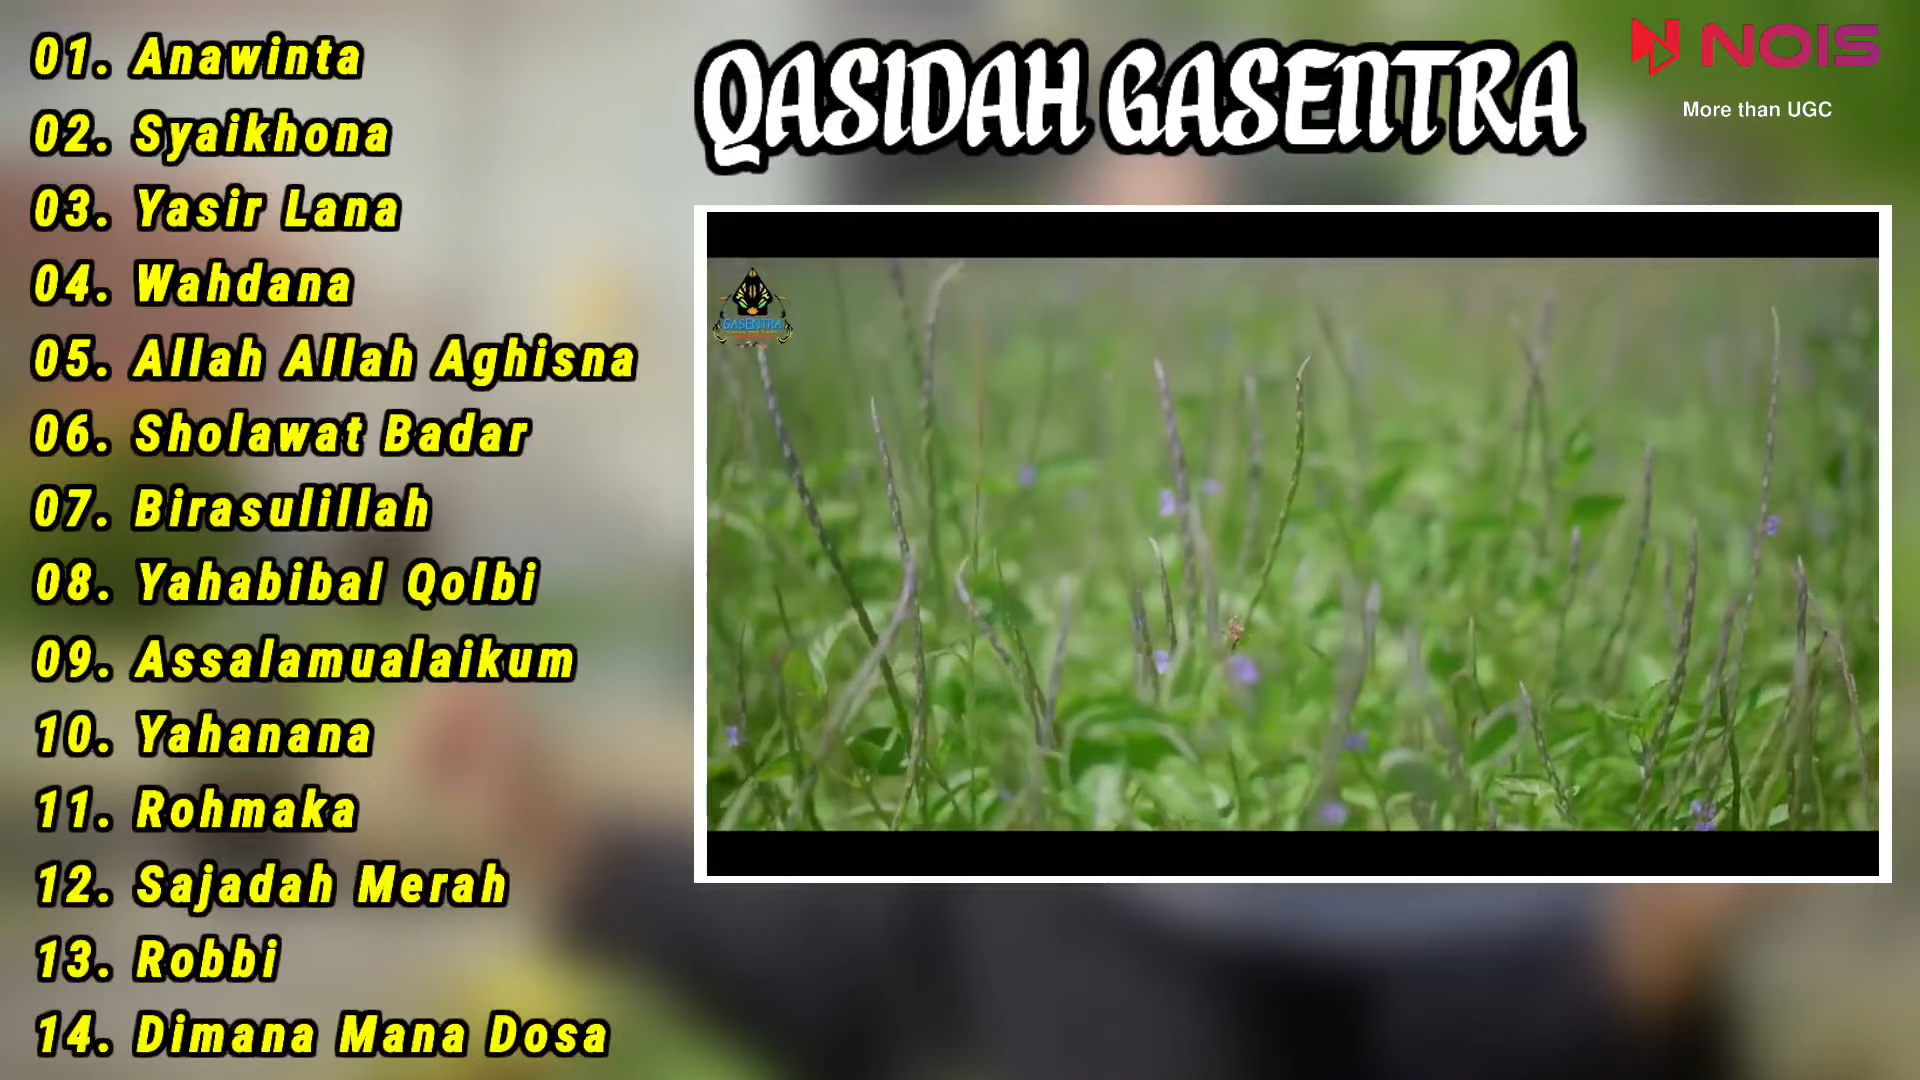 01. Anawinta
02. Syaikhona
03. Yasir Lana
04. Wahdana
05. Allah Allah Aghisna
06. Sholawat Badar
07. Birasulillah
08. Yahabibal Qolbi
09. Assalamualaikum
10. Yahanana
11. Rohmaka
12. Sajadah Merah
13. Robbi
14. Dimana Mana Dosa
QASIDAH GASENTRA
NOIS
More than UGC
GASENTRA